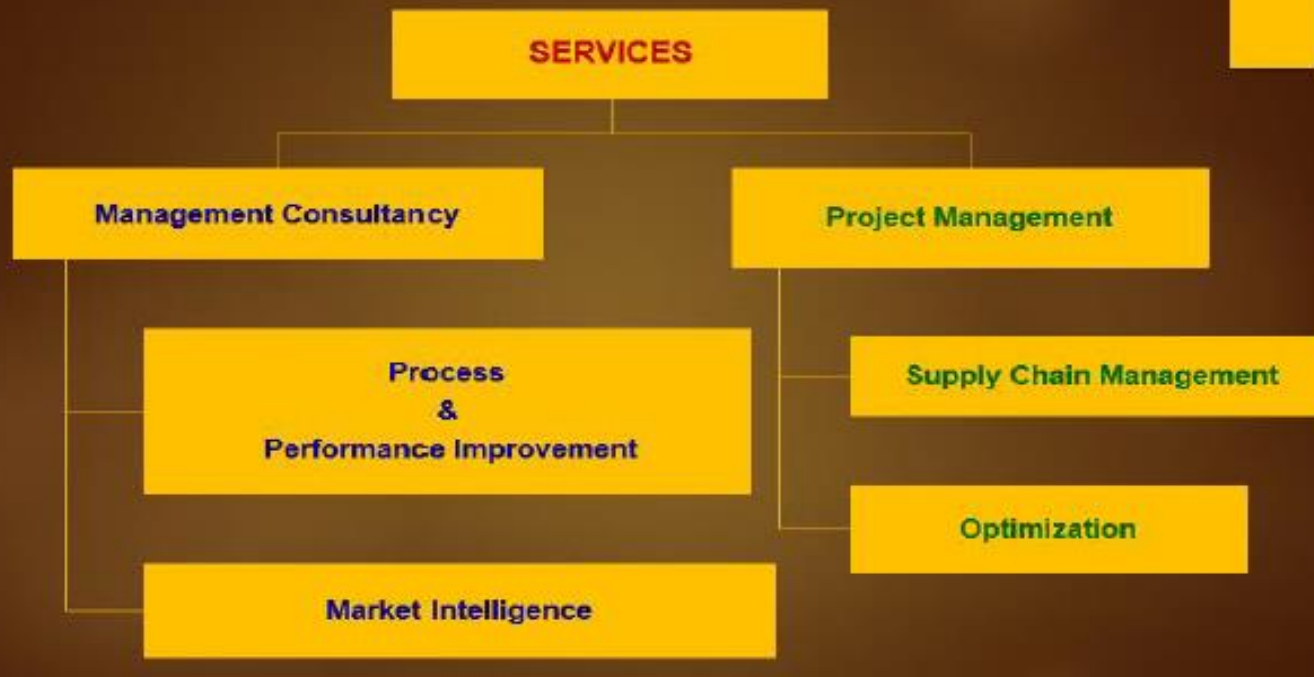 SERVICES
Management Consultancy
Project Management
Process
&
Performance Improvement
Supply Chain Management
Optimization
Market Intelligence